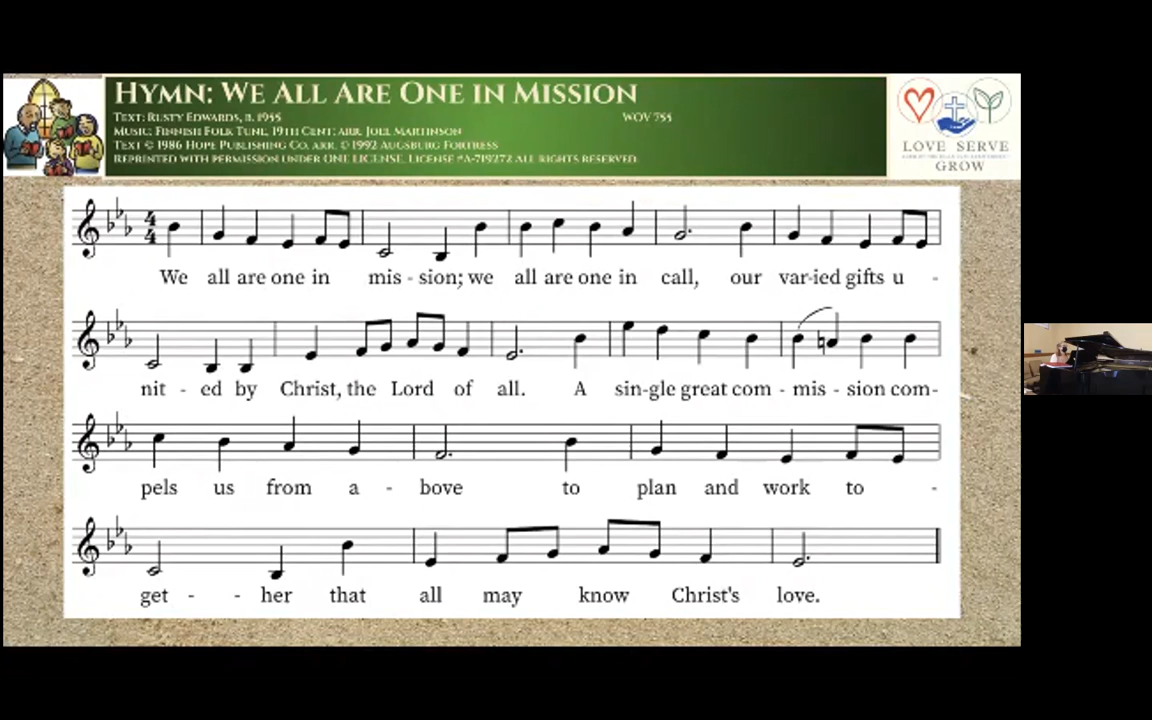 HYMN: WE ALL ARE ONE IN MISSION
TEXT: RUSTY EDWARDS, B. 1955 WOV 755
MUSIC: FINNISH FOLK TUNE, 19TH CENT; ARR. JOEL MARTINSON
TEXT © 1986 HOPE PUBLISHING CO. ARR. © 1992 AUGSBURG FORTRESS
REPRINTED WITH PERMISSION UNDER ONE LICENSE, LICENSE #A-719272 ALL RIGHTS RESERVED.
LOVE SERVE
GROW
4
4
We all are one in mis - sion; we all are one in call, our var-ied gifts u -
nit - ed by Christ, the Lord of all. A sin-gle great com - mis - sion com-
pels us from a - bove to plan and work to -
get - - her that all may know Christ's love.